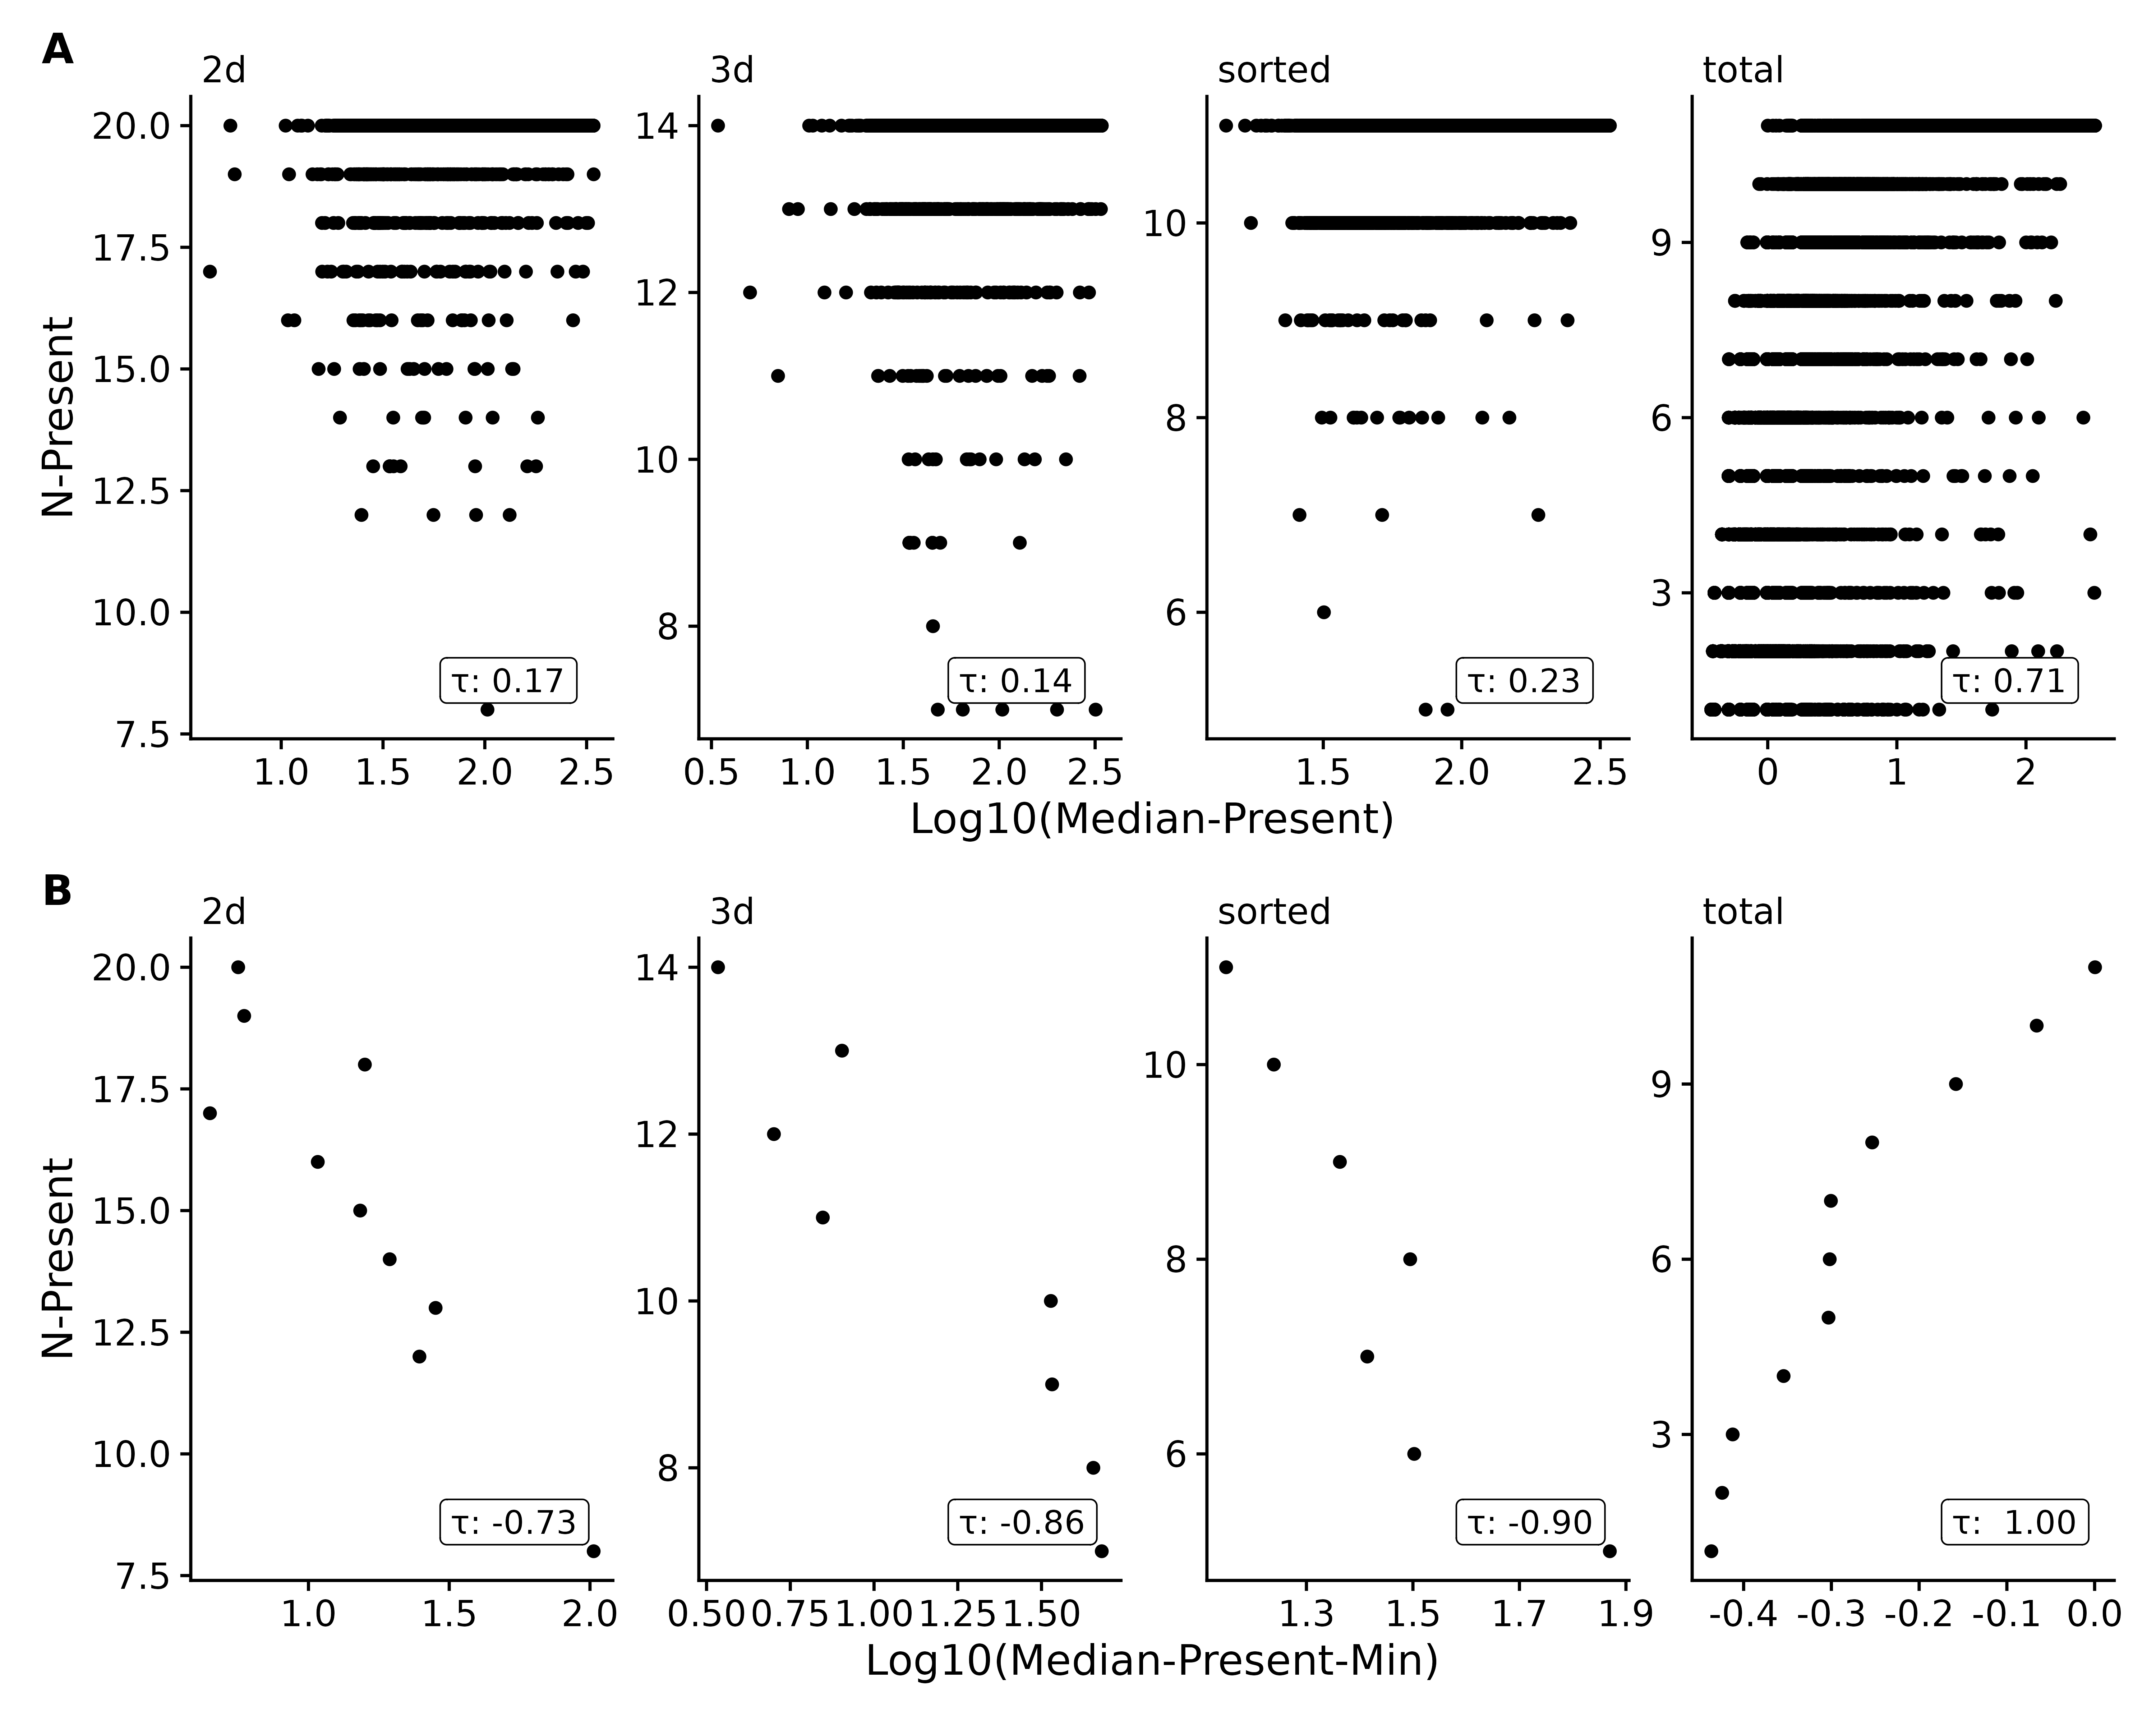 A
2d
3d
sorted
total
N-Present
20.0
17.5
15.0
12.5
10.0
7.5
1.0
1.5
2.0
2.5
τ: 0.17
14
12
10
8
0.5
1.0
1.5
2.0
2.5
τ: 0.14
10
8
6
1.5
2.0
2.5
τ: 0.23
9
6
3
0
1
2
τ: 0.71
Log10(Median-Present)
B
2d
3d
sorted
total
N-Present
20.0
17.5
15.0
12.5
10.0
7.5
1.0
1.5
2.0
τ: -0.73
14
12
10
8
0.50
0.75
1.00
1.25
1.50
τ: -0.86
10
8
6
1.3
1.5
1.7
1.9
τ: -0.90
9
6
3
-0.4
-0.3
-0.2
-0.1
0.0
τ:  1.00
Log10(Median-Present-Min)